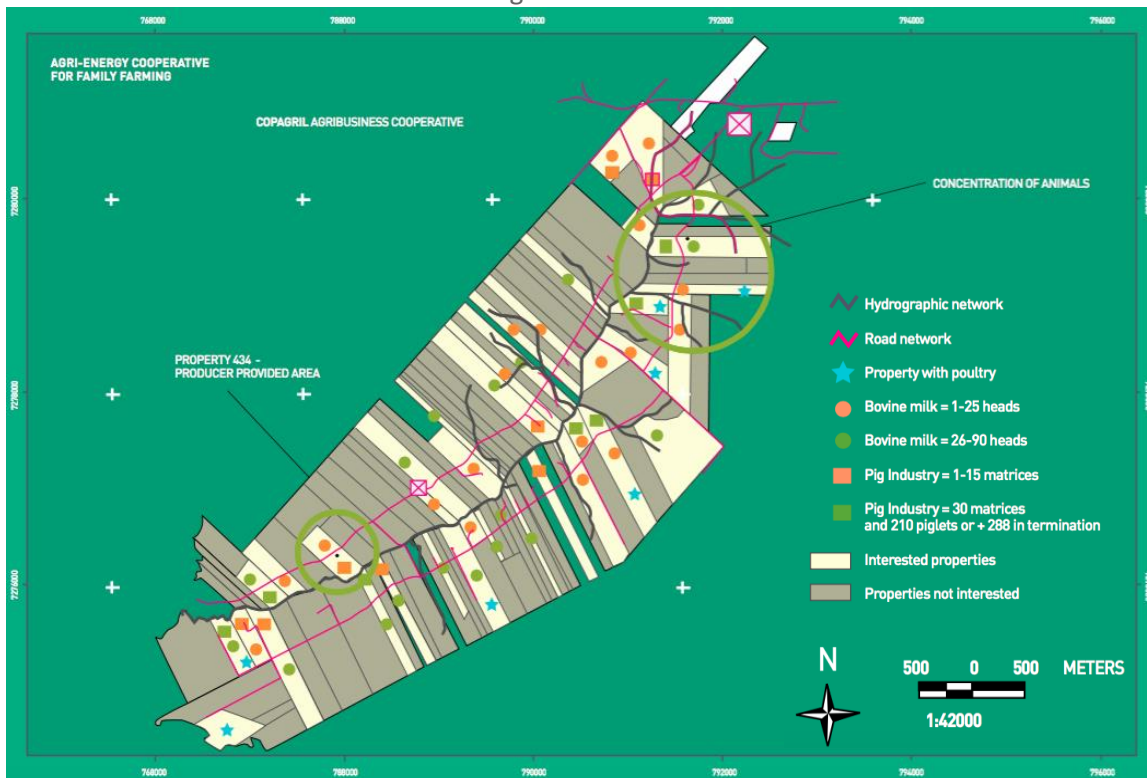 768000 788000 790000 792000 794000 796000
AGRI-ENERGY COOPERATIVE
FOR FAMILY FARMING
COPAGRIL AGRIBUSINESS COOPERATIVE
CONCENTRATION OF ANIMALS
7280000
PROPERTY 434 -
PRODUCER PROVIDED AREA
7278000
7276000
Hydrographic network
Road network
Property with poultry
Bovine milk = 1-25 heads
Bovine milk = 26-90 heads
Pig Industry = 1-15 matrices
Pig Industry = 30 matrices
and 210 piglets or + 288 in termination
Interested properties
Properties not interested
N
500 0 500 METERS
1:42000
768000 788000 790000 792000 794000 796000